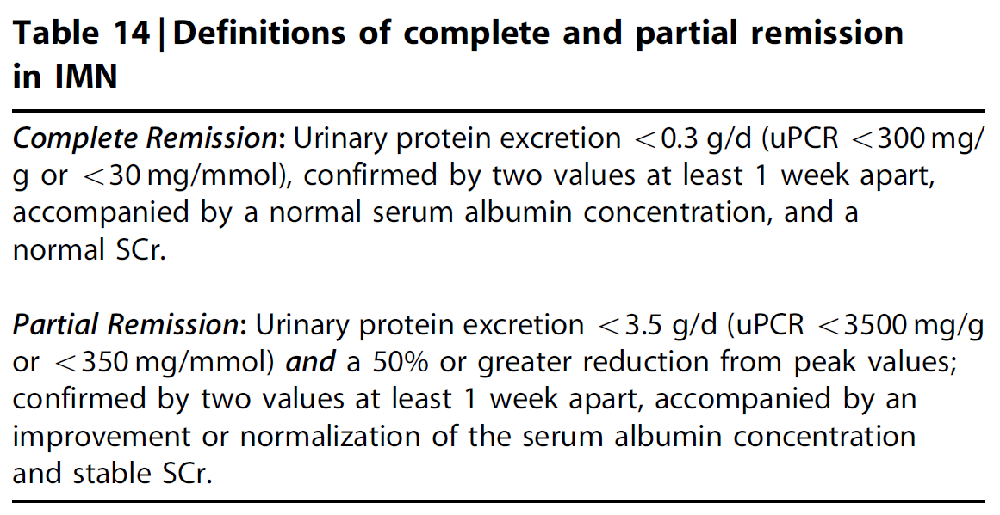 Table 14 | Definitions of complete and partial remission
in IMN
Complete Remission: Urinary protein excretion <0.3 g/d (uPCR <300 mg/
g or <30 mg/mmol), confirmed by two values at least 1 week apart,
accompanied by a normal serum albumin concentration, and a
normal SCr.
Partial Remission: Urinary protein excretion <3.5 g/d (uPCR <3500 mg/g
or <350 mg/mmol) and a 50% or greater reduction from peak values;
confirmed by two values at least 1 week apart, accompanied by an
improvement or normalization of the serum albumin concentration
and stable SCr.